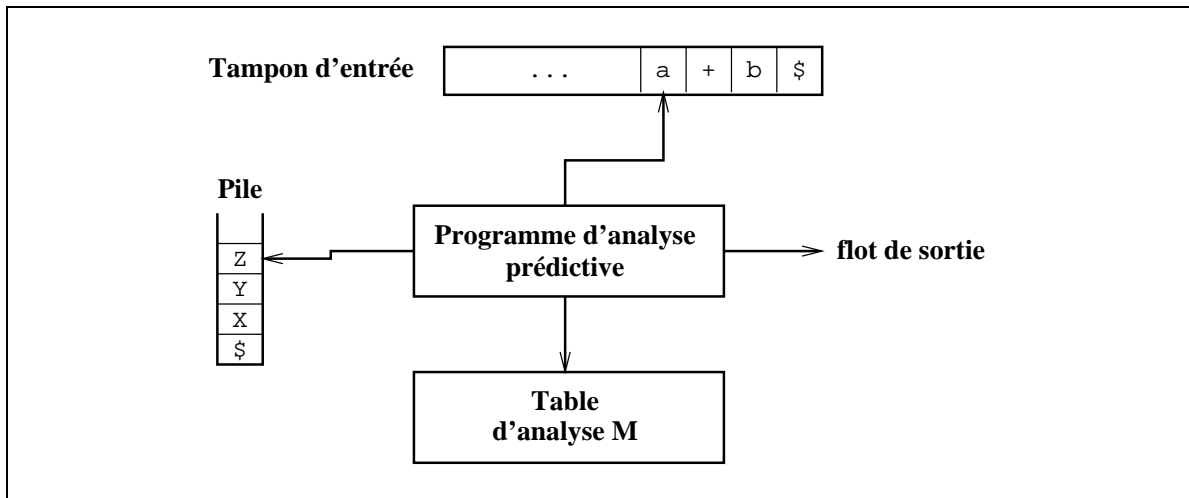 Tampon d'entrée
... a + b $
Pile
Z
Y
X
$
Programme d'analyse
prédictive
flot de sortie
Table
d'analyse M